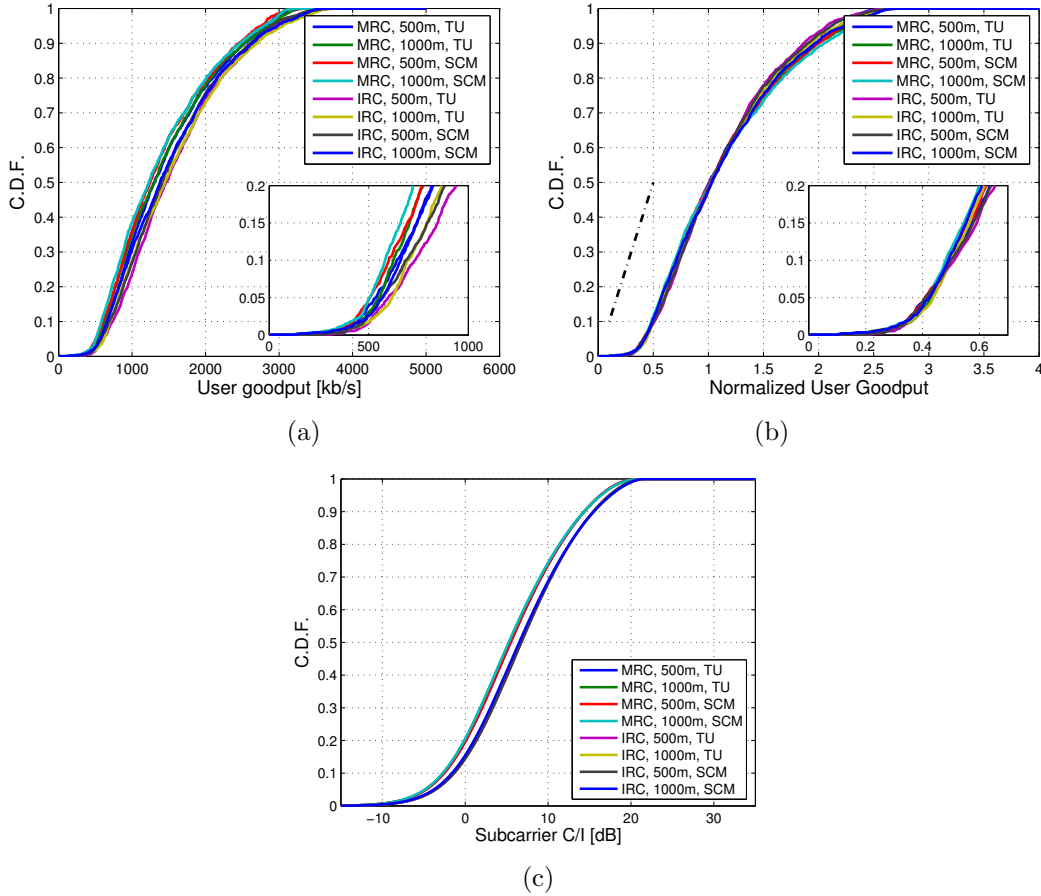 1
0.9
0.8
0.7
0.6
0.5
0.4
0.3
0.2
0.1
0
C.D.F.
0 1000 2000 3000 4000 5000 6000
User goodput [kb/s]
MRC, 500m, TU
MRC, 1000m, TU
MRC, 500m, SCM
MRC, 1000m, SCM
IRC, 500m, TU
IRC, 1000m, TU
IRC, 500m, SCM
IRC, 1000m, SCM
0.2
0.15
0.1
0.05
0
0 500 1000
(a)
1
0.9
0.8
0.7
0.6
0.5
0.4
0.3
0.2
0.1
0
C.D.F.
0 0.5 1 1.5 2 2.5 3 3.5 4
Normalized User Goodput
MRC, 500m, TU
MRC, 1000m, TU
MRC, 500m, SCM
MRC, 1000m, SCM
IRC, 500m, TU
IRC, 1000m, TU
IRC, 500m, SCM
IRC, 1000m, SCM
0.2
0.15
0.1
0.05
0
0 0.2 0.4 0.6
(b)
1
0.9
0.8
0.7
0.6
0.5
0.4
0.3
0.2
0.1
0
C.D.F.
−10 0 10 20 30
Subcarrier C/I [dB]
MRC, 500m, TU
MRC, 1000m, TU
MRC, 500m, SCM
MRC, 1000m, SCM
IRC, 500m, TU
IRC, 1000m, TU
IRC, 500m, SCM
IRC, 1000m, SCM
(c)